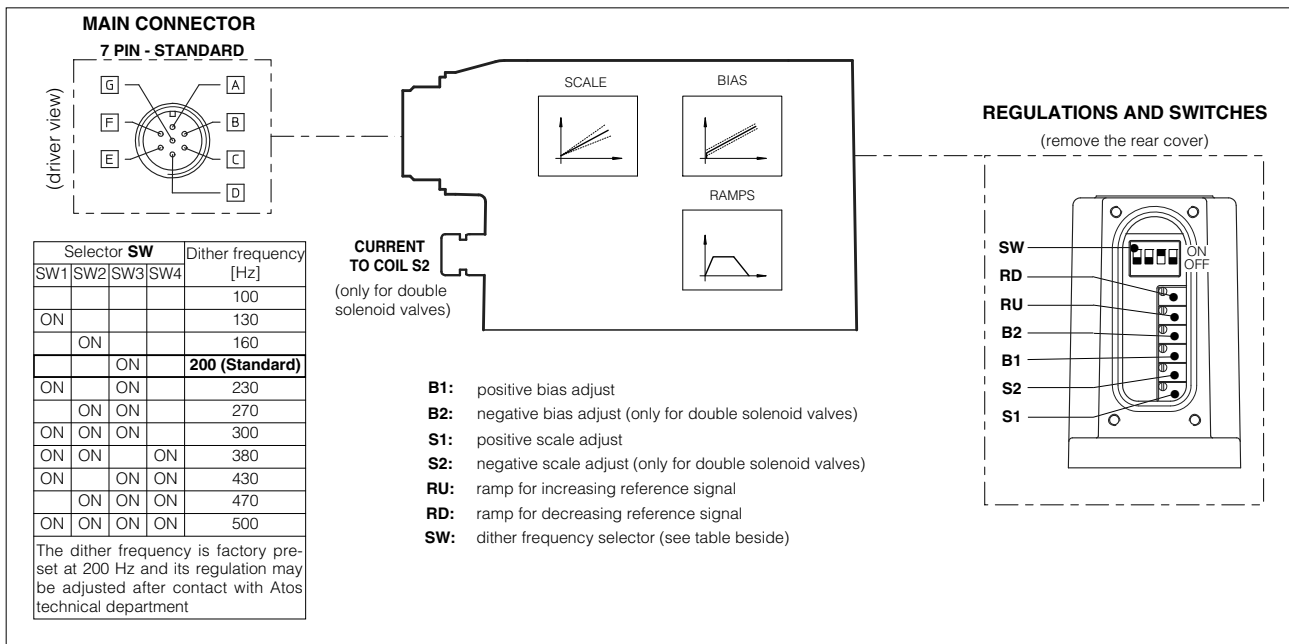 MAIN CONNECTOR
7 PIN - STANDARD
(driver view)
G
A
F
B
E
C
D
SCALE
BIAS
RAMPS
CURRENT
TO COIL S2
(only for double
solenoid valves)
REGULATIONS AND SWITCHES
(remove the rear cover)
SW
ON
OFF
RD
RU
B2
B1
S2
S1
Selector SW Dither frequency
SW1 SW2 SW3 SW4 [Hz]
100
ON 130
ON 160
ON 200 (Standard)
ON ON 230
ON ON 270
ON ON ON 300
ON ON ON 380
ON ON ON 430
ON ON ON 470
ON ON ON ON 500
The dither frequency is factory pre-
set at 200 Hz and its regulation may
be adjusted after contact with Atos
technical department
B1: positive bias adjust
B2: negative bias adjust (only for double solenoid valves)
S1: positive scale adjust
S2: negative scale adjust (only for double solenoid valves)
RU: ramp for increasing reference signal
RD: ramp for decreasing reference signal
SW: dither frequency selector (see table beside)